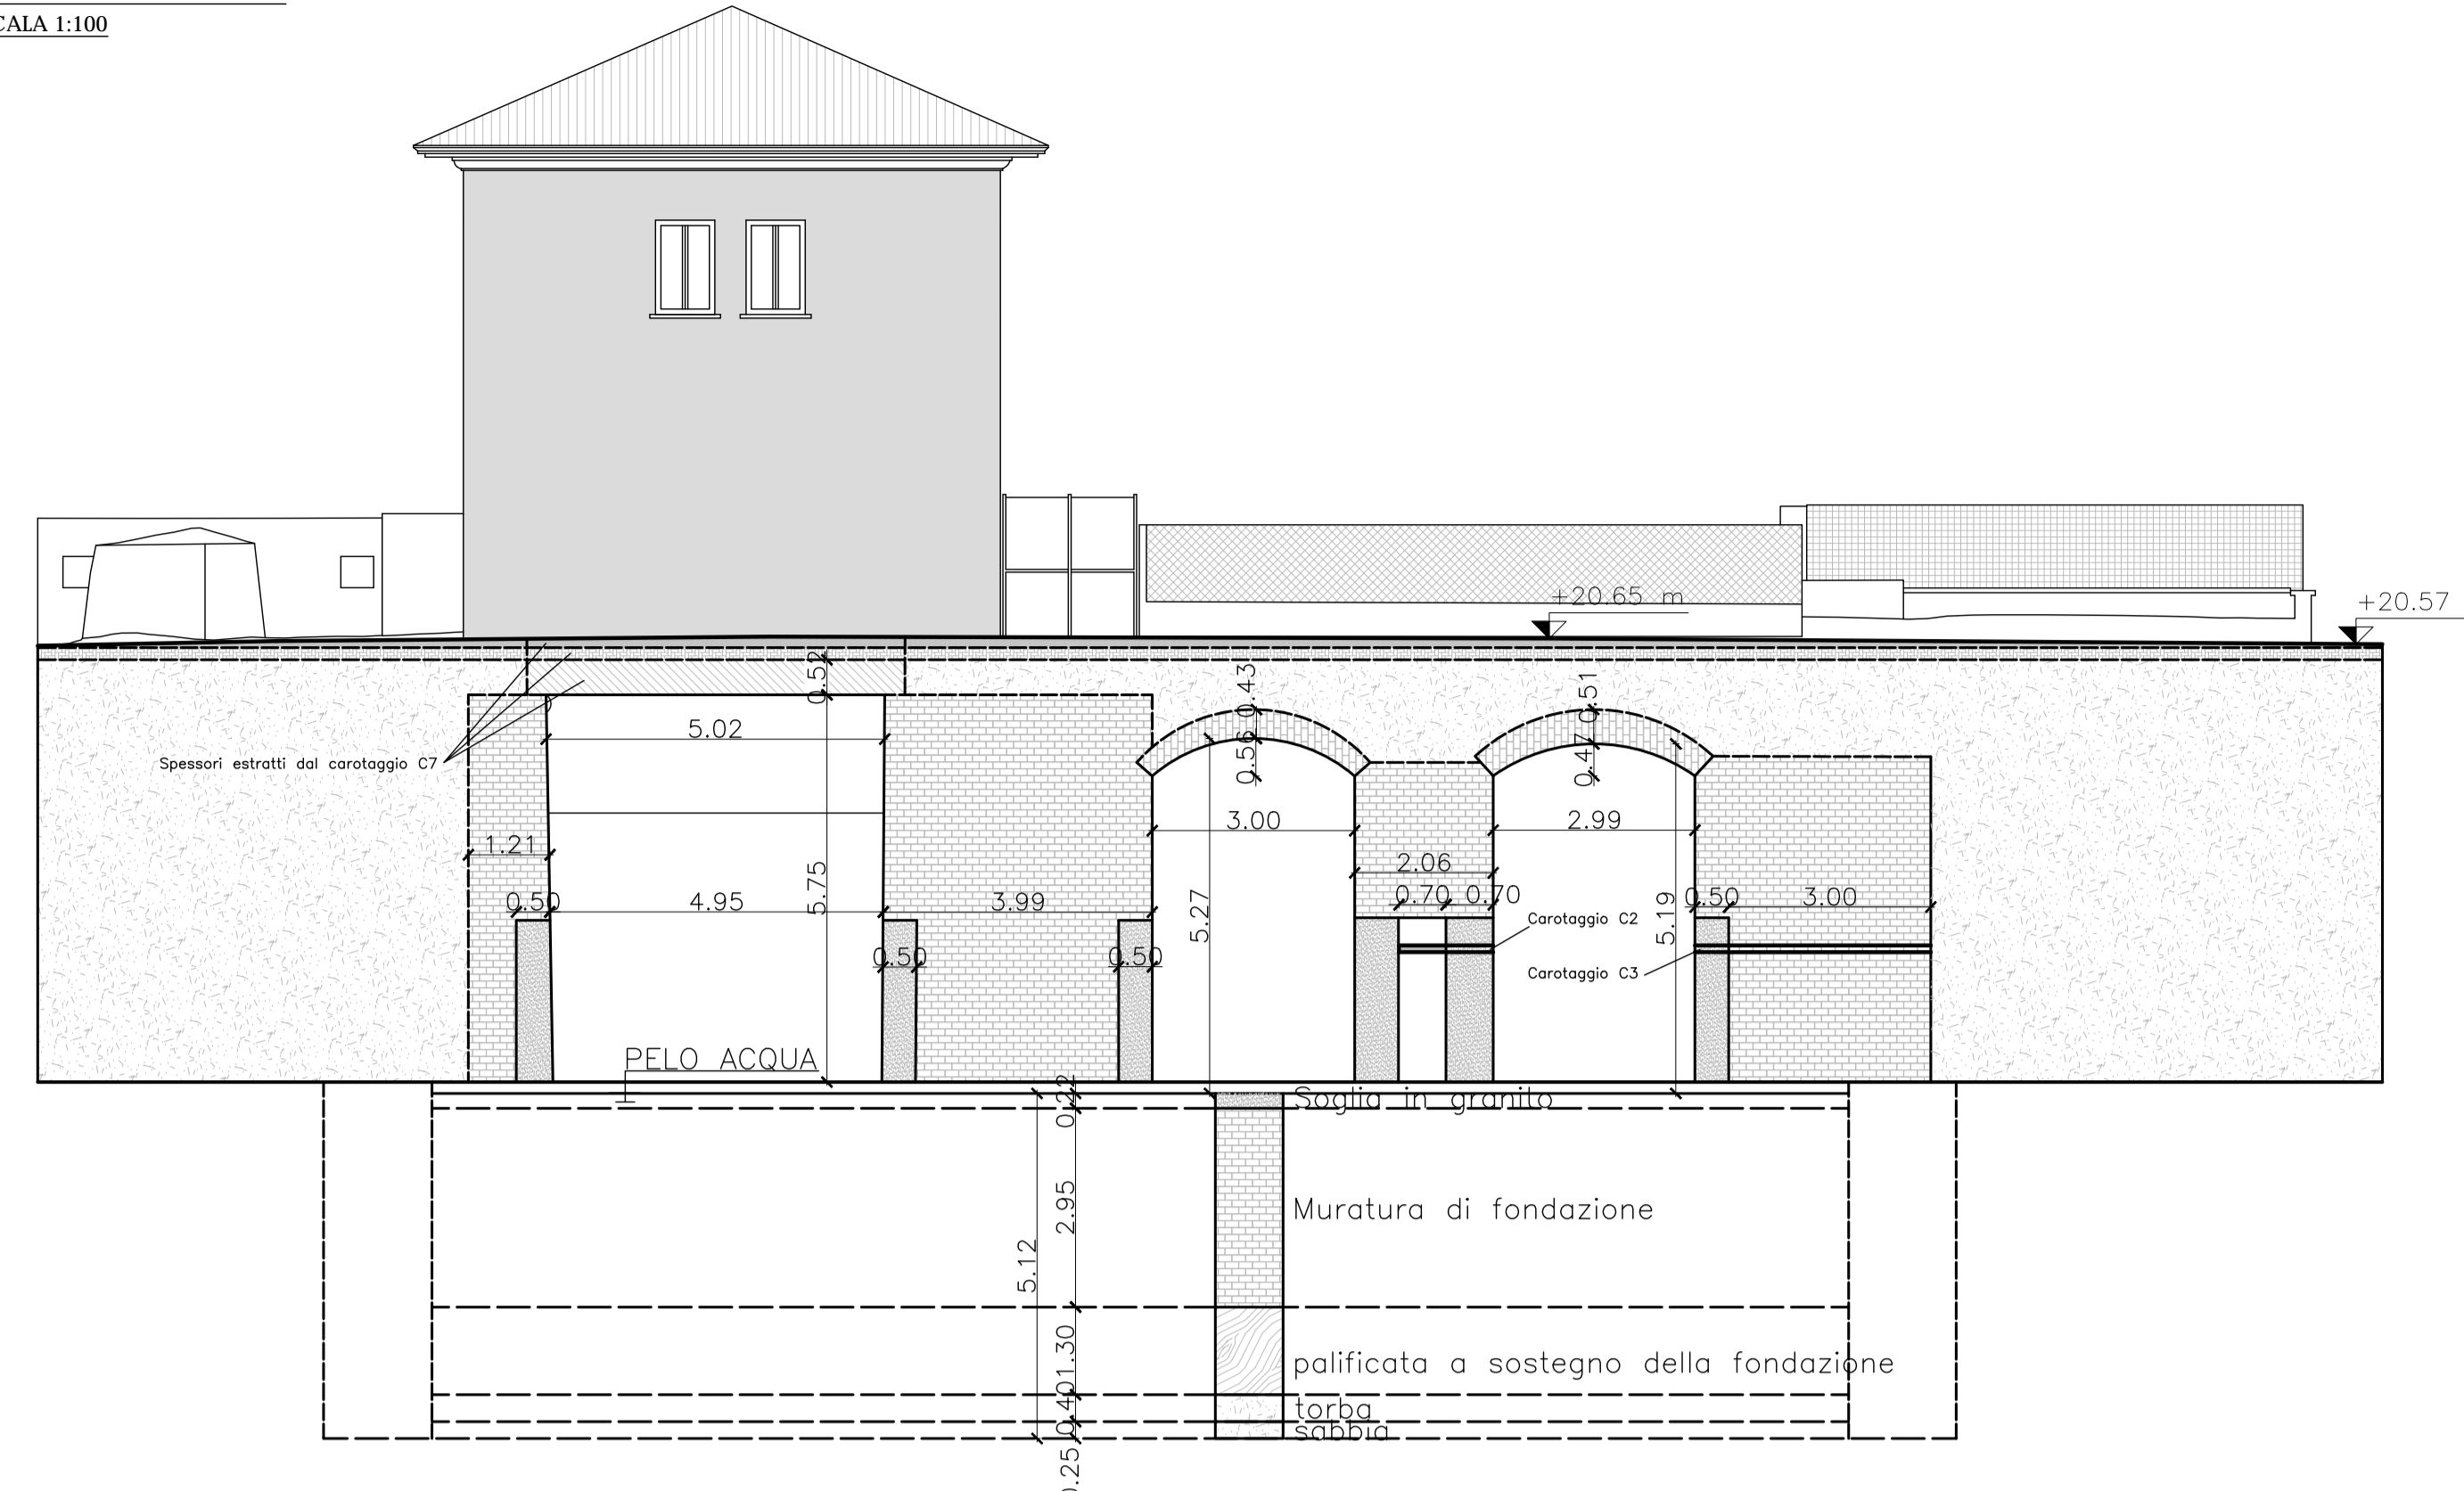 CALA 1:100
+20.65 m
+20.57
0.52
0.43
0.56
0.51
0.47
5.02
Spessori estratti dal carotaggio C7
3.00
2.99
1.21
2.06
0.50
4.95
5.75
3.99
5.27
0.70
0.70
5.19
0.50
3.00
Carotaggio C2
0.50
0.50
Carotaggio C3
PELO ACQUA
0.22
Soglia in granito
2.95
Muratura di fondazione
5.12
1.30
palificata a sostegno della fondazione
0.40
torba
sabbia
0.25